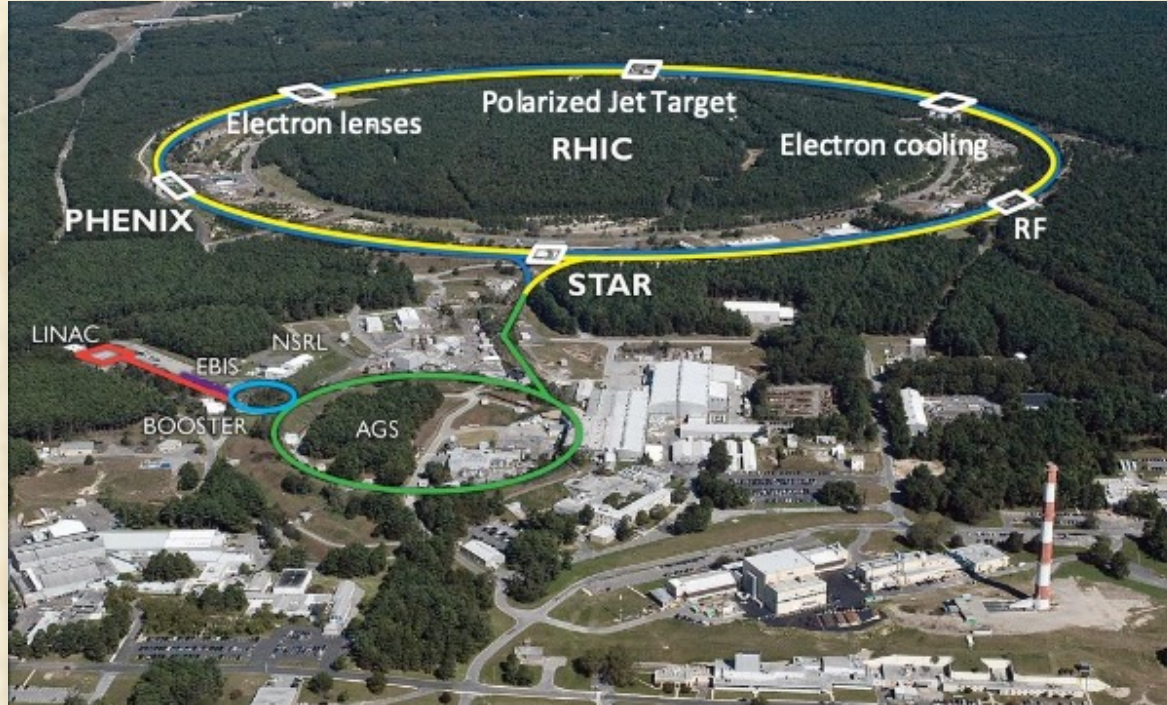 Polarized Jet Target
Electron lenses
RHIC
Electron cooling
PHENIX
RF
STAR
LINAC
NSRL
EBIS
BOOSTER
AGS